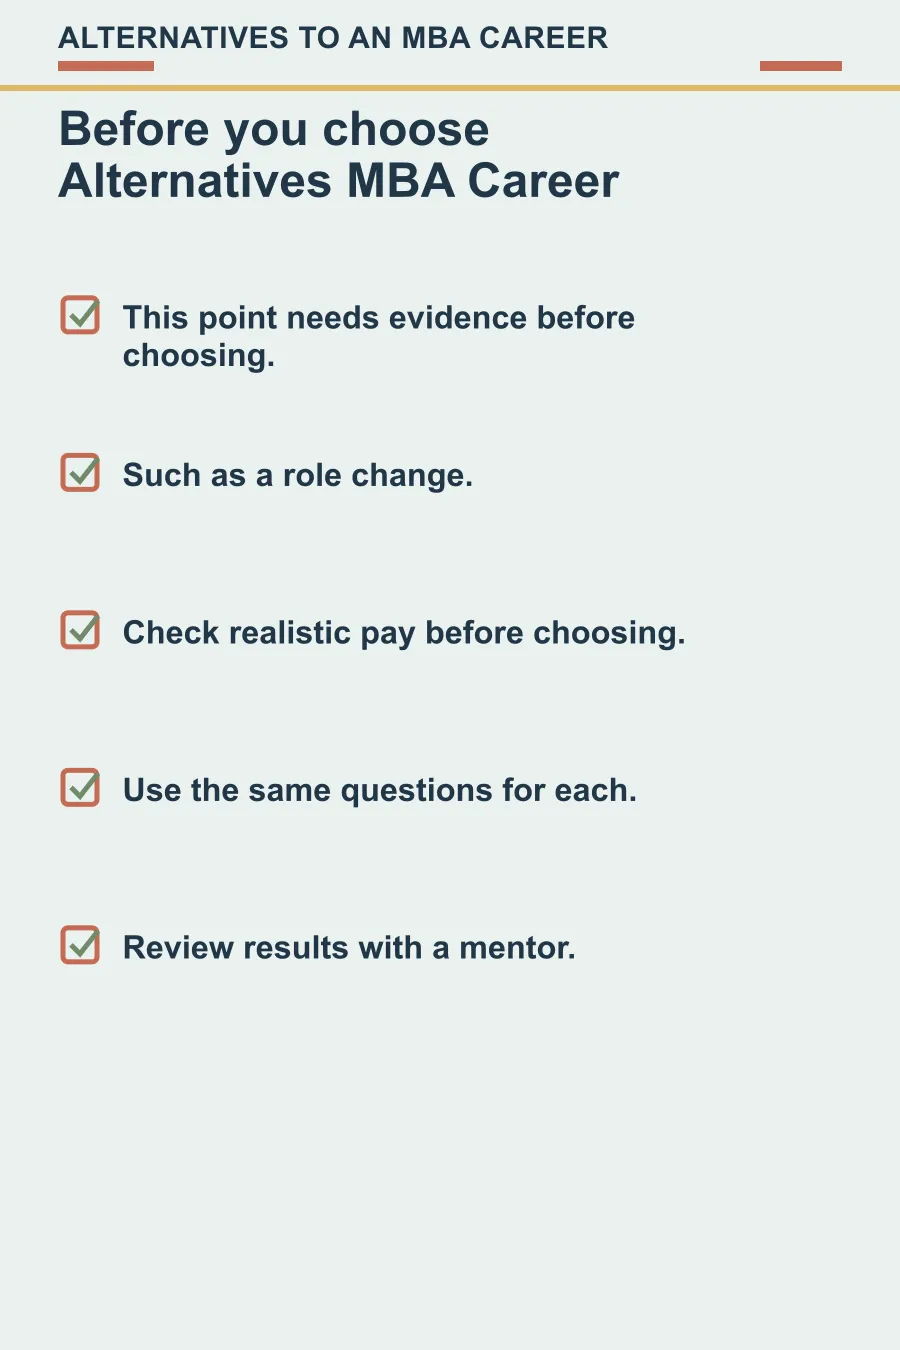 ALTERNATIVES TO AN MBA CAREER
Before you choose
Alternatives MBA Career
This point needs evidence before
choosing.
Such as a role change.
Check realistic pay before choosing.
Use the same questions for each.
Review results with a mentor.